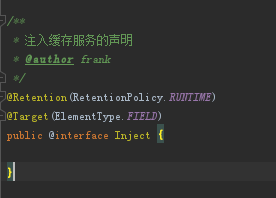 /**
 * 注入缓存服务的声明
 * @author frank
 */
@Retention(RetentionPolicy.RUNTIME)
@Target(ElementType.FIELD)
public @interface Inject {
}